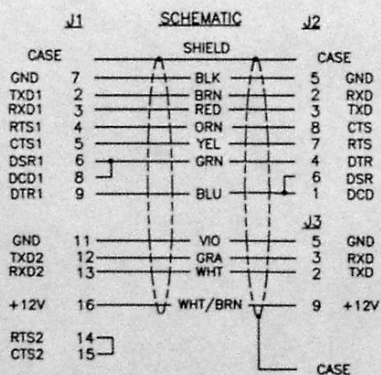 J1 SCHEMATIC J2
SHIELD
CASE CASE
GND 7 BLK 5 GND
TXD1 2 BRN 2 RXD
RXD1 3 RED 3 TXD
RTS1 4 ORN 8 CTS
CTS1 5 YEL 7 RTS
DSR1 6 GRN 4 DTR
DCD1 8 6 DSR
DTR1 9 BLU 1 DCD
J3
GND 11 VIO 5 GND
TXD2 12 GRA 3 RXD
RXD2 13 WHT 2 TXD
+12V 16 WHT/BRN 9 +12V
RTS2 14
CTS2 15
CASE